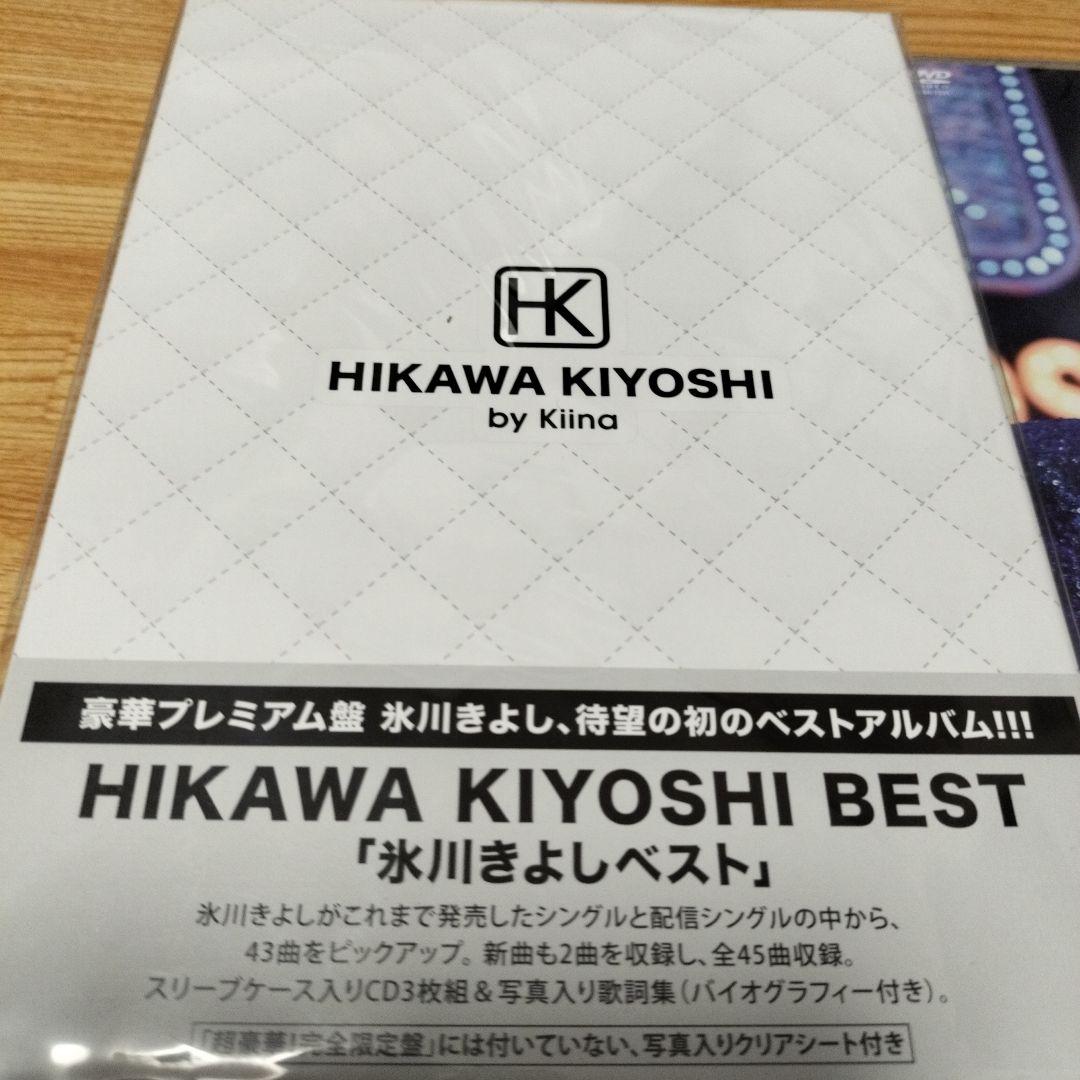 HK
HIKAWA KIYOSHI
by Kiina
DVD
豪華プレミアム盤 氷川きよし、待望の初のベストアルバム!!!
HIKAWA KIYOSHI BEST
「氷川きよしベスト」
氷川きよしがこれまで発売したシングルと配信シングルの中から、
43曲をピックアップ。新曲も2曲を収録し、全45曲収録。
スリーブケース入りCD3枚組&写真入り歌詞集(バイオグラフィー付き)。
「超豪華!完全限定盤」には付いていない、写真入りクリアシート付き